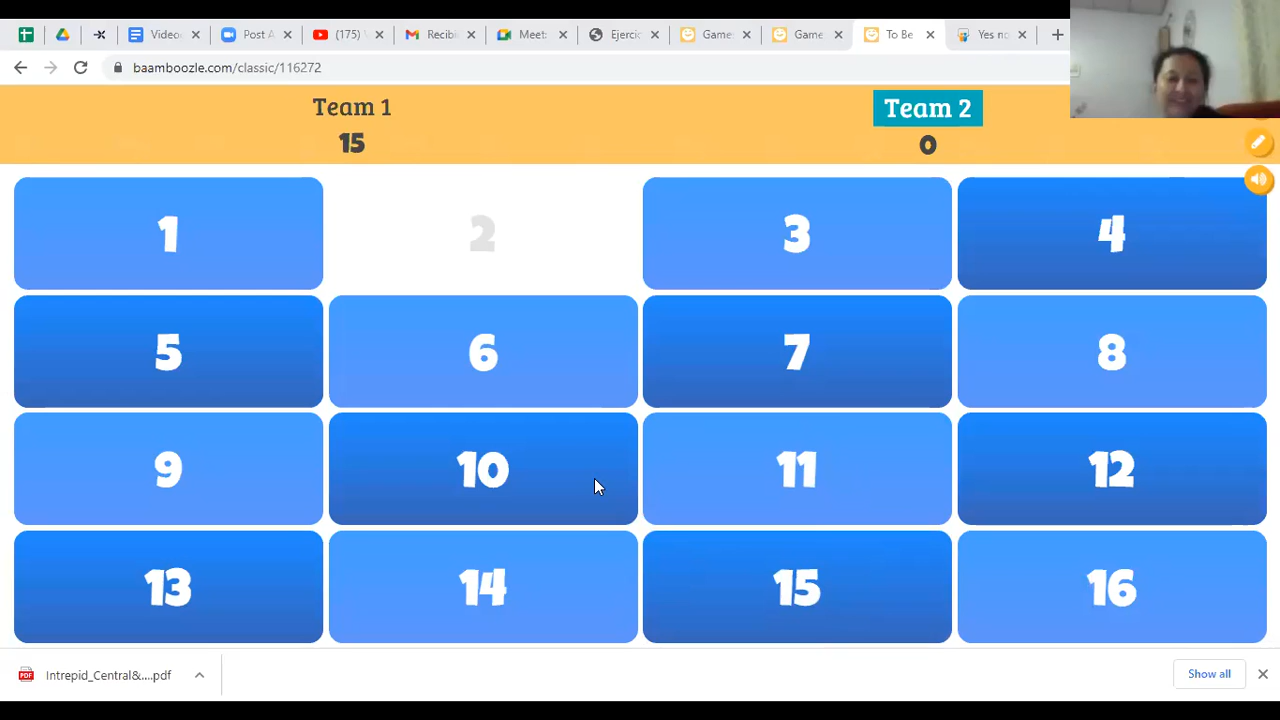 Video
Post A
(175) V
Recibi
Meet:
Ejercic
Game
Game
To Be
Yes no
baamboozle.com/classic/116272
Team 1
Team 2
15
0
1
2
3
4
5
6
7
8
9
10
11
12
13
14
15
16
PDF
Intrepid_Central&....pdf
Show all